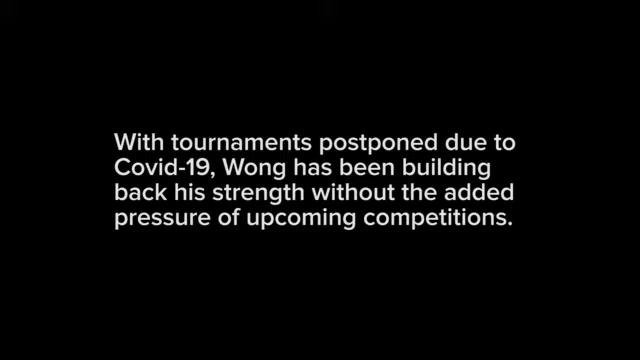 With tournaments postponed due to
Covid-19, Wong has been building
back his strength without the added
pressure of upcoming competitions.